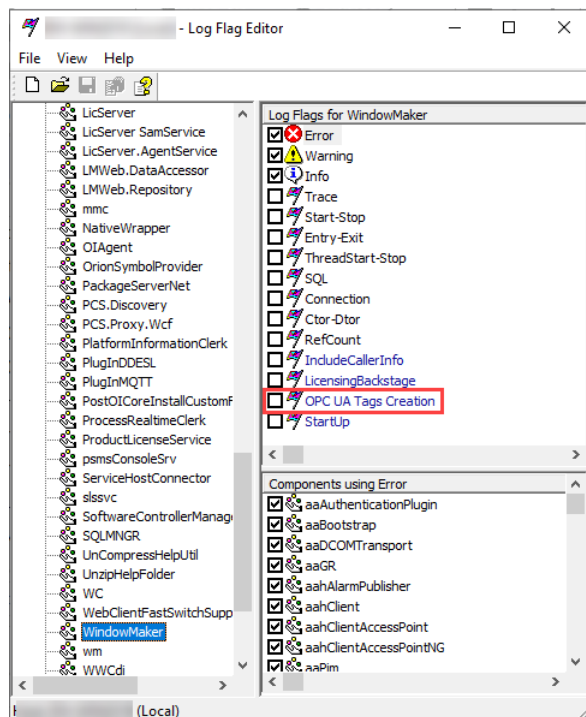 - Log Flag Editor
File View Help
LicServer
LicServer SamService
LicServer.AgentService
LMWeb.DataAccessor
LMWeb.Repository
mmc
NativeWrapper
OIAgent
OrionSymbolProvider
PackageServerNet
PCS.Discovery
PCS.Proxy.Wcf
PlatformInformationClerk
PlugInDDESL
PlugInMQTT
PostOICoreInstallCustomF
ProcessRealtimeClerk
ProductLicenseService
psmsConsoleSrv
ServiceHostConnector
slssvc
SoftwareControllerManage
SQLMNGR
UnCompressHelpUtil
UnzipHelpFolder
WC
WebClientFastSwitchSupp
WindowMaker
wm
WWCdi
Log Flags for WindowMaker
Error
Warning
Info
Trace
Start-Stop
Entry-Exit
ThreadStart-Stop
SQL
Connection
Ctor-Dtor
RefCount
IncludeCallerInfo
LicensingBackstage
OPC UA Tags Creation
StartUp
Components using Error
aaAuthenticationPlugin
aaBootstrap
aaDCOMTransport
aaGR
aahAlarmPublisher
aahClient
aahClientAccessPoint
aahClientAccessPointNG
aaPim
(Local)